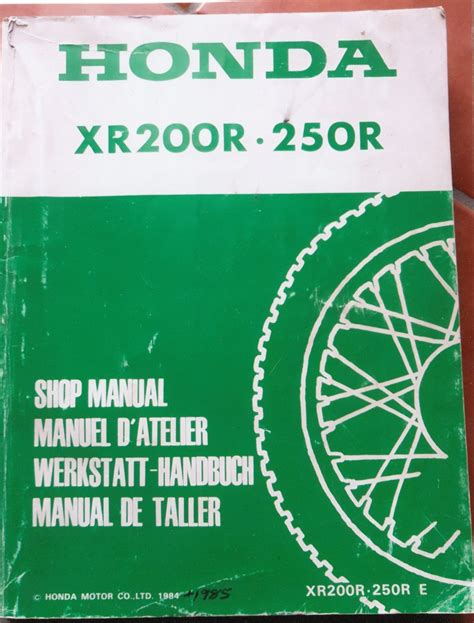 HONDA
XR200R · 250R
SHOP MANUAL
MANUEL D'ATELIER
WERKSTATT-HANDBUCH
MANUAL DE TALLER
© HONDA MOTOR CO.,LTD. 1984 +1985
XR200R·250R E